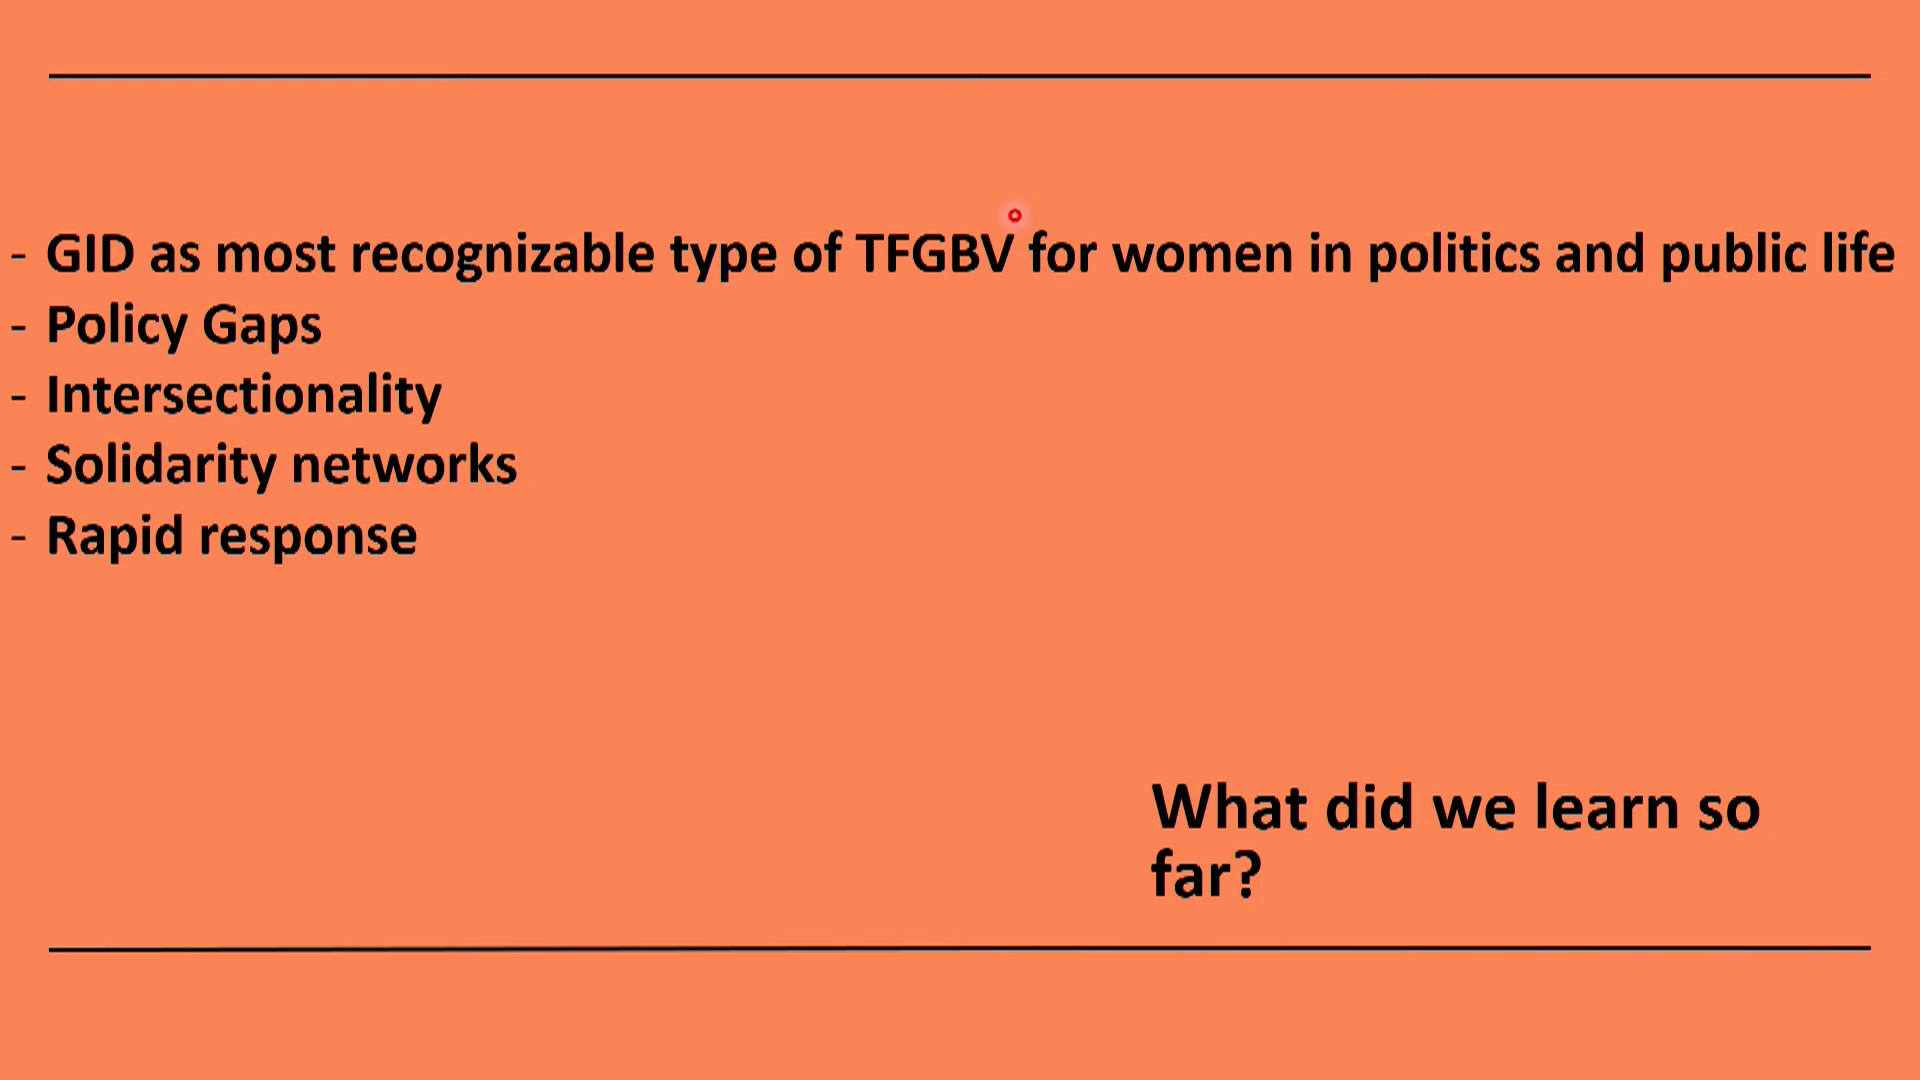 - GID as most recognizable type of TFGBV for women in politics and public life
- Policy Gaps
- Intersectionality
- Solidarity networks
- Rapid response
What did we learn so
far?